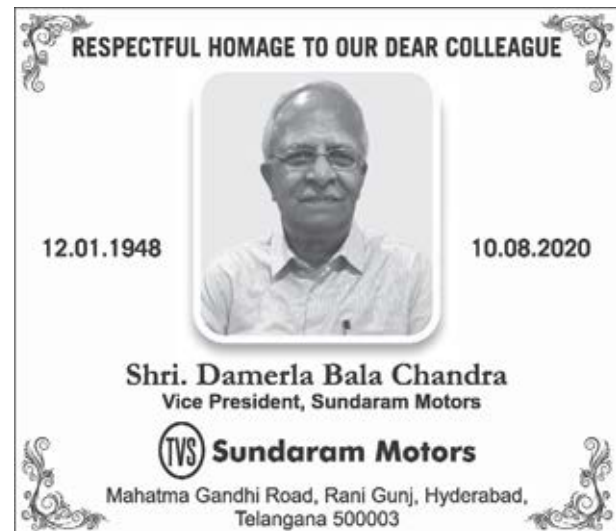 RESPECTFUL HOMAGE TO OUR DEAR COLLEAGUE
12.01.1948
10.08.2020
Shri. Damerla Bala Chandra
Vice President, Sundaram Motors
TVS Sundaram Motors
Mahatma Gandhi Road, Rani Gunj, Hyderabad,
Telangana 500003